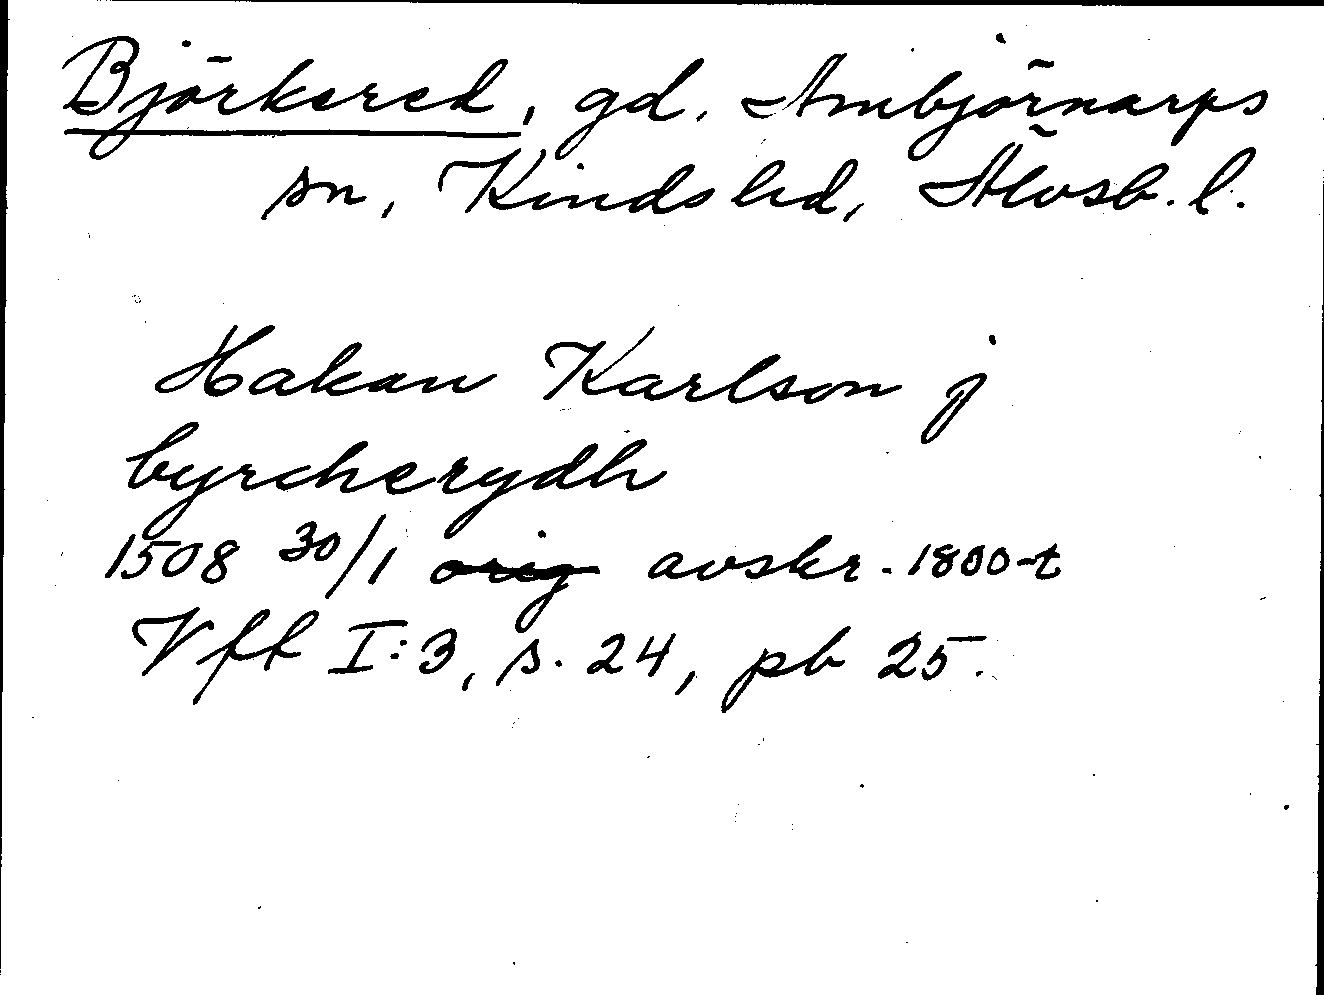 Björkered, gd. Ambjörnarps
sn, Kinds hd, Älvsb. l.
Hakan Karlson j
byrcherydh
1508 30/1 orig avskr. 1800-t
Vff I:3, s. 24, pb 25.